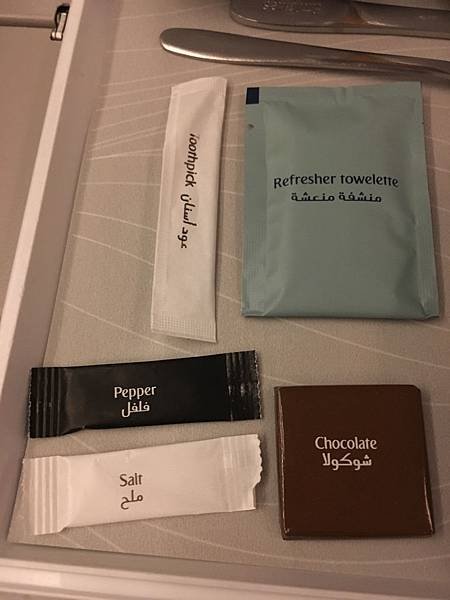 Toothpick عود أسنان
Refresher towelette
منشفة منعشة
Pepper
فلفل
Salt
ملح
Chocolate
شوكولا